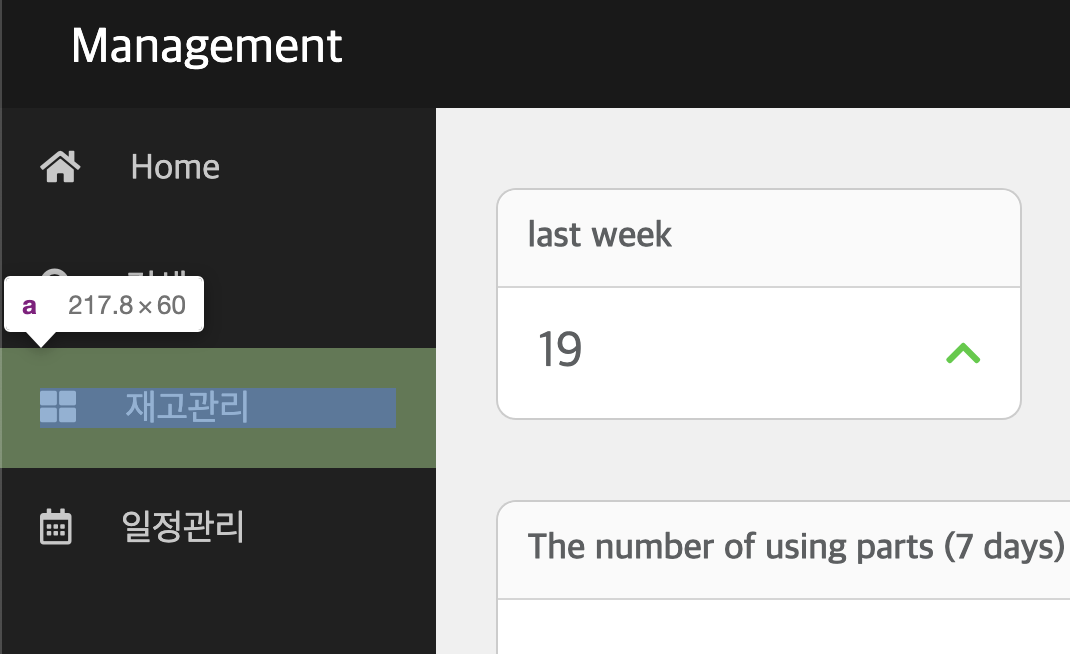 Management
Home
a 217.8×60
재고관리
일정관리
last week
19
The number of using parts (7 days)